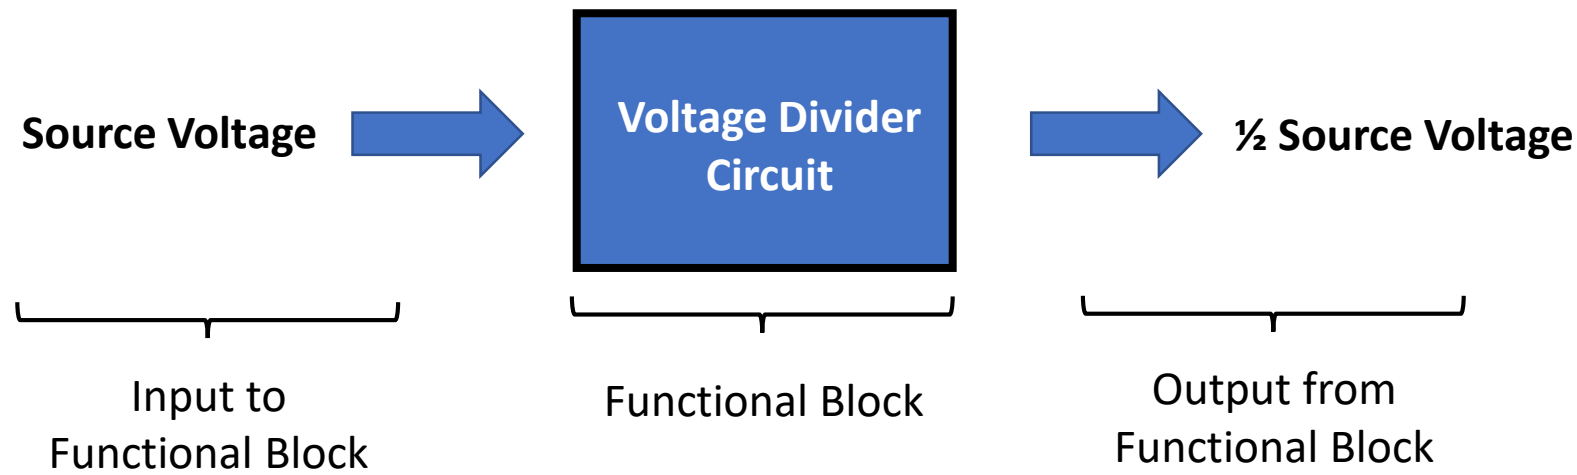 Source Voltage
Voltage Divider
Circuit
½ Source Voltage
Input to
Functional Block
Functional Block
Output from
Functional Block